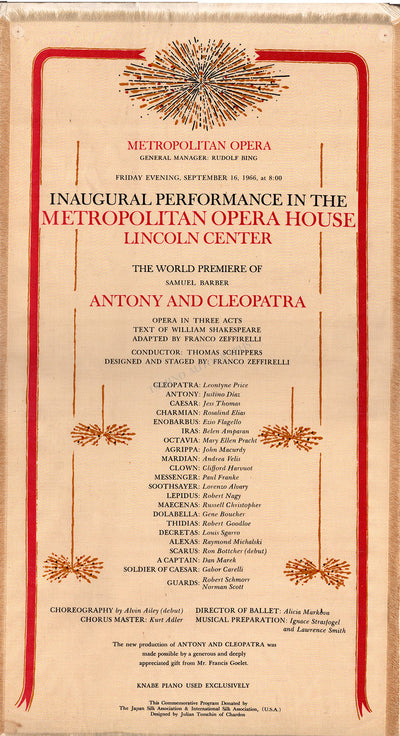 METROPOLITAN OPERA
GENERAL MANAGER: RUDOLF BING
FRIDAY EVENING, SEPTEMBER 16, 1966, at 8:00
INAUGURAL PERFORMANCE IN THE
METROPOLITAN OPERA HOUSE
LINCOLN CENTER
THE WORLD PREMIERE OF
SAMUEL BARBER
ANTONY AND CLEOPATRA
OPERA IN THREE ACTS
TEXT OF WILLIAM SHAKESPEARE
ADAPTED BY FRANCO ZEFFIRELLI
CONDUCTOR: THOMAS SCHIPPERS
DESIGNED AND STAGED BY: FRANCO ZEFFIRELLI
CLEOPATRA: Leontyne Price
ANTONY: Justino Diaz
CAESAR: Jess Thomas
CHARMIAN: Rosalind Elias
ENOBARBUS: Ezio Flagello
IRAS: Belen Amparan
OCTAVIA: Mary Ellen Pracht
AGRIPPA: John Macurdy
MARDIAN: Andrea Velis
CLOWN: Clifford Harvuot
MESSENGER: Paul Franke
SOOTHSAYER: Lorenzo Alvary
LEPIDUS: Robert Nagy
MAECENAS: Russell Christopher
DOLABELLA: Gene Boucher
THIDIAS: Robert Goodloe
DECRETAS: Louis Sgarro
ALEXAS: Raymond Michalski
SCARUS: Ron Bottcher (debut)
A CAPTAIN: Dan Marek
SOLDIER OF CAESAR: Gabor Carelli
GUARDS: Robert Schmorr
Norman Scott
CHOREOGRAPHY by Alvin Ailey (debut) DIRECTOR OF BALLET: Alicia Markova
CHORUS MASTER: Kurt Adler MUSICAL PREPARATION: Ignace Strasfogel
and Lawrence Smith
The new production of ANTONY AND CLEOPATRA was
made possible by a generous and deeply
appreciated gift from Mr. Francis Goelet.
KNABE PIANO USED EXCLUSIVELY
This Commemorative Program Donated by
The Japan Silk Association & International Silk Association, (U.S.A.)
Designed by Julian Tomchin of Chardon